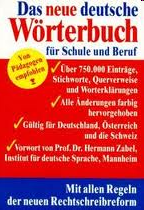 Das neue deutsche
Wörterbuch
für Schule und Beruf
Von
Pädagogen
empfohlen
✓ Über 750.000 Einträge,
Stichworte, Querverweise
und Worterklärungen
✓ Alle Änderungen farbig
hervorgehoben
✓ Gültig für Deutschland, Österreich
und die Schweiz
✓ Vorwort von Prof. Dr. Hermann Zabel,
Institut für deutsche Sprache, Mannheim
Mit allen Regeln
der neuen Rechtschreibreform